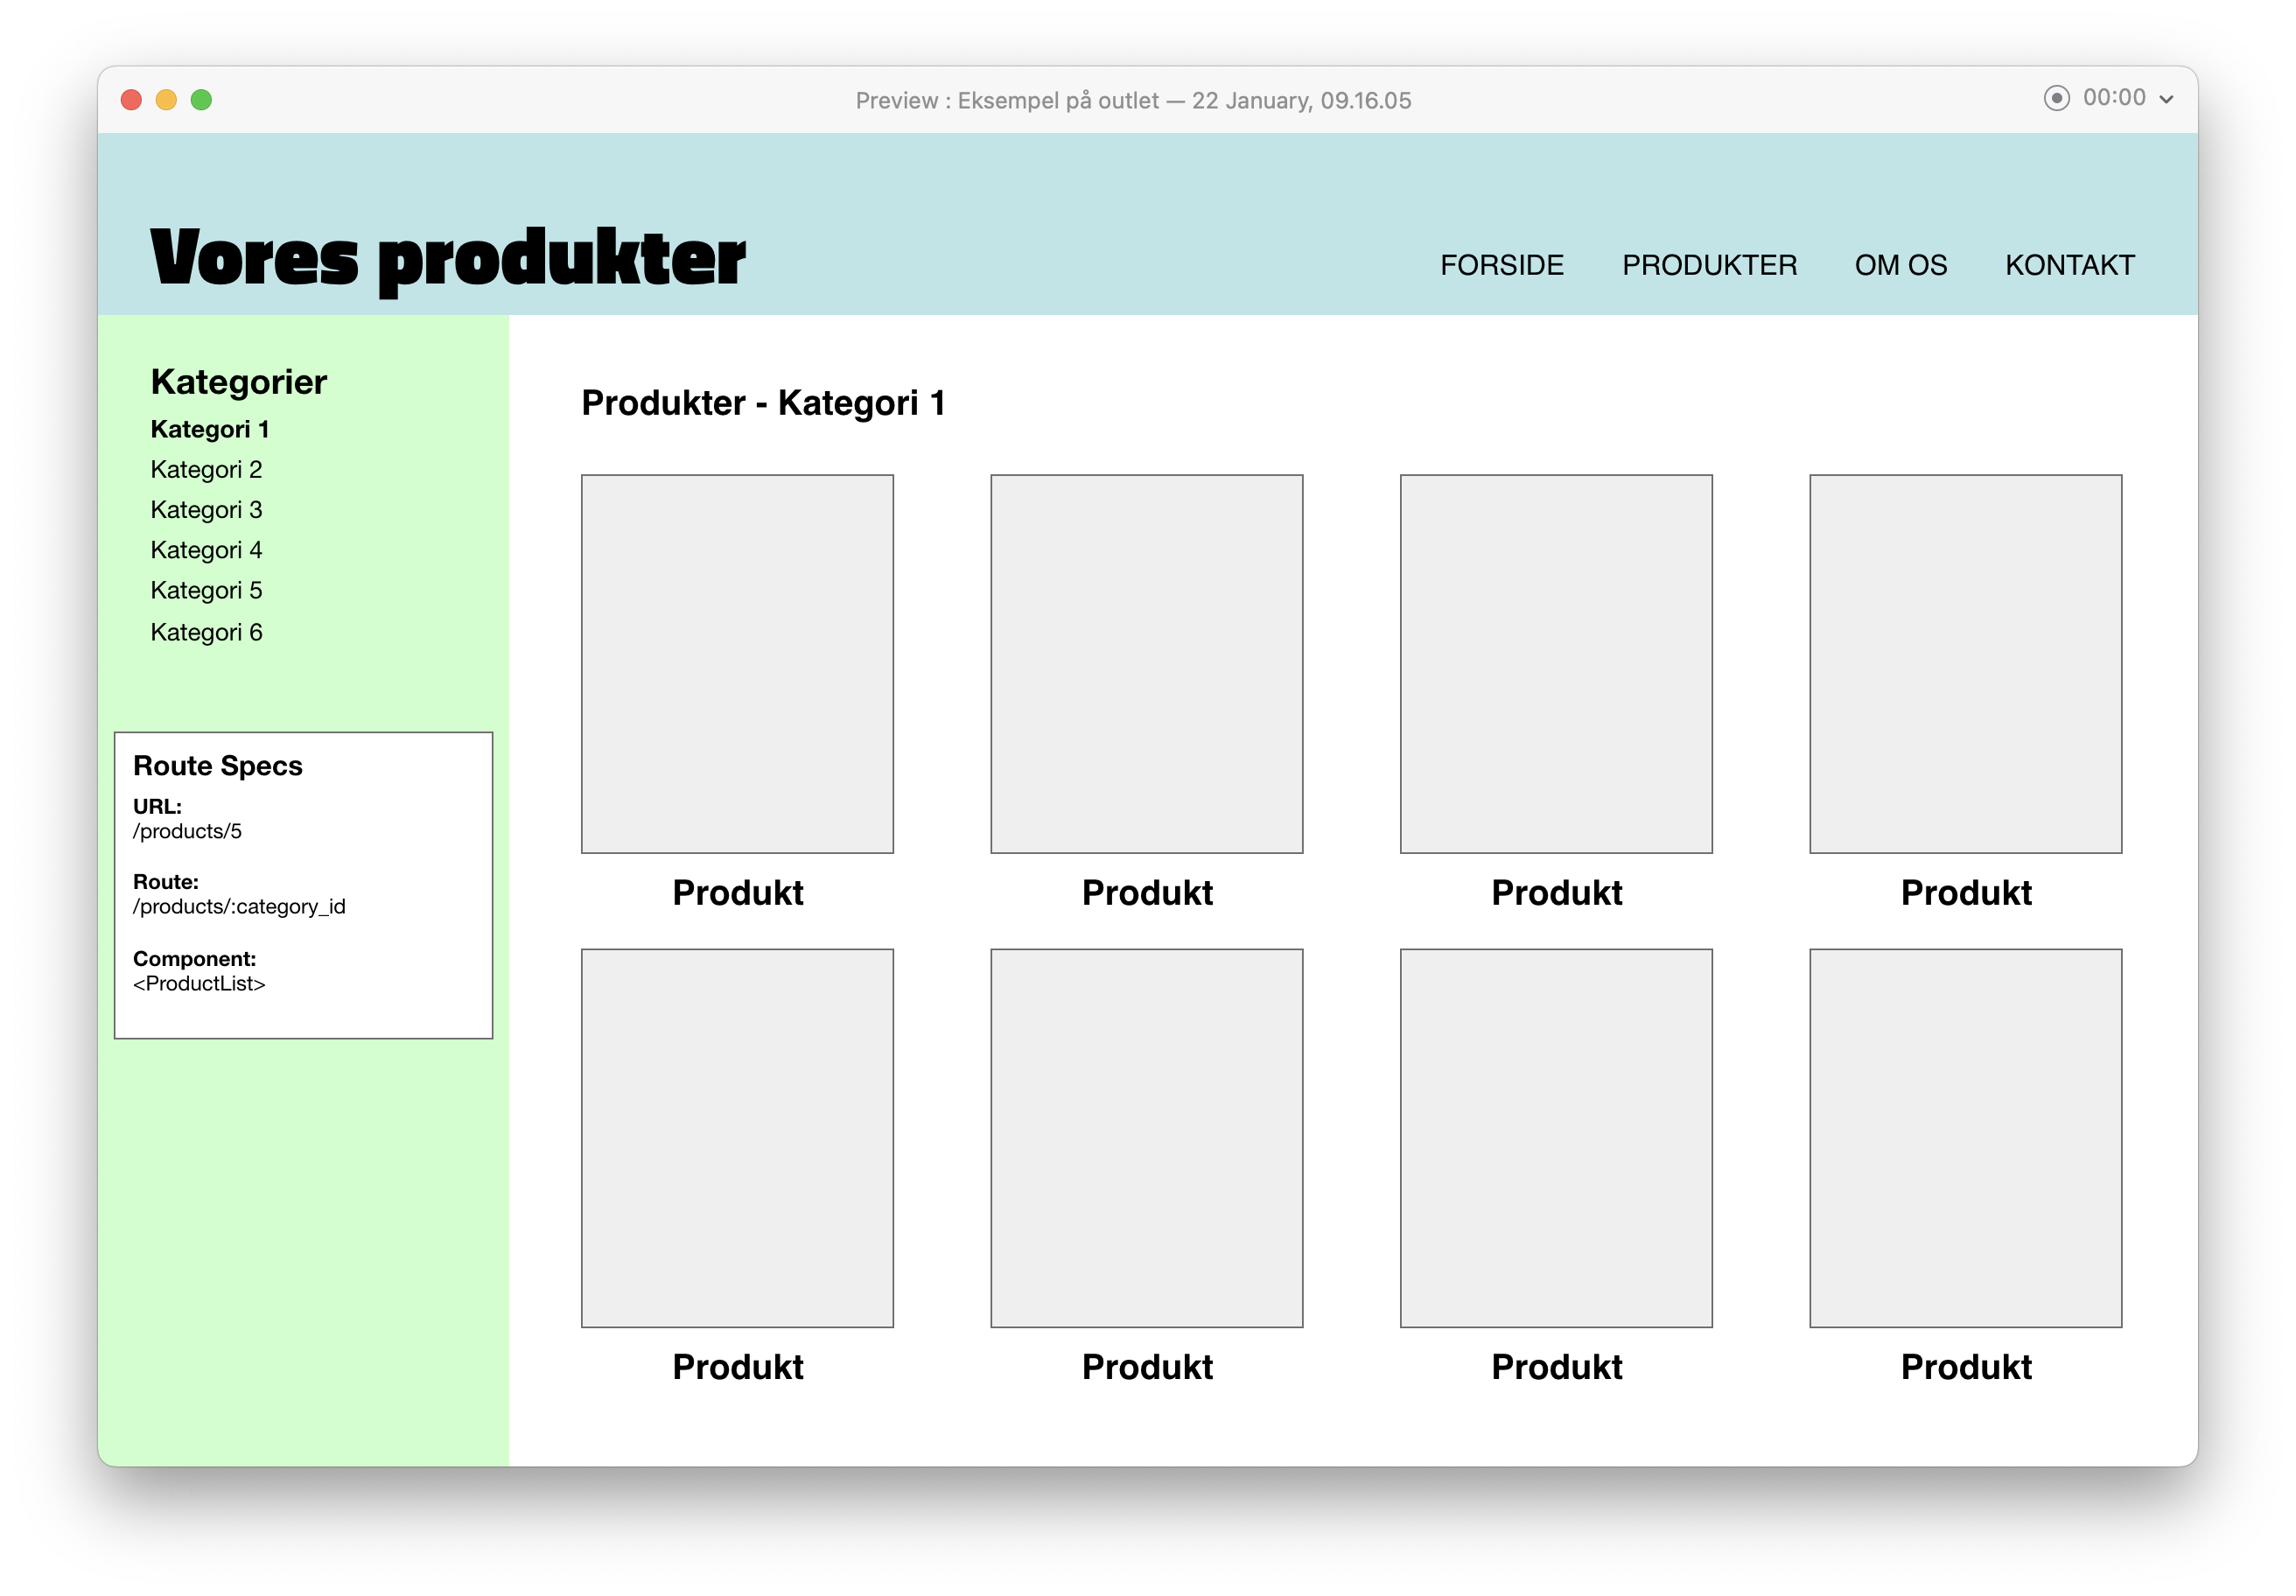 Preview : Eksempel på outlet — 22 January, 09.16.05
00:00
Vores produkter
FORSIDE PRODUKTER OM OS KONTAKT
Kategorier
Kategori 1
Kategori 2
Kategori 3
Kategori 4
Kategori 5
Kategori 6
Route Specs
URL:
/products/5
Route:
/products/:category_id
Component:
<ProductList>
Produkter - Kategori 1
Produkt Produkt Produkt Produkt
Produkt Produkt Produkt Produkt